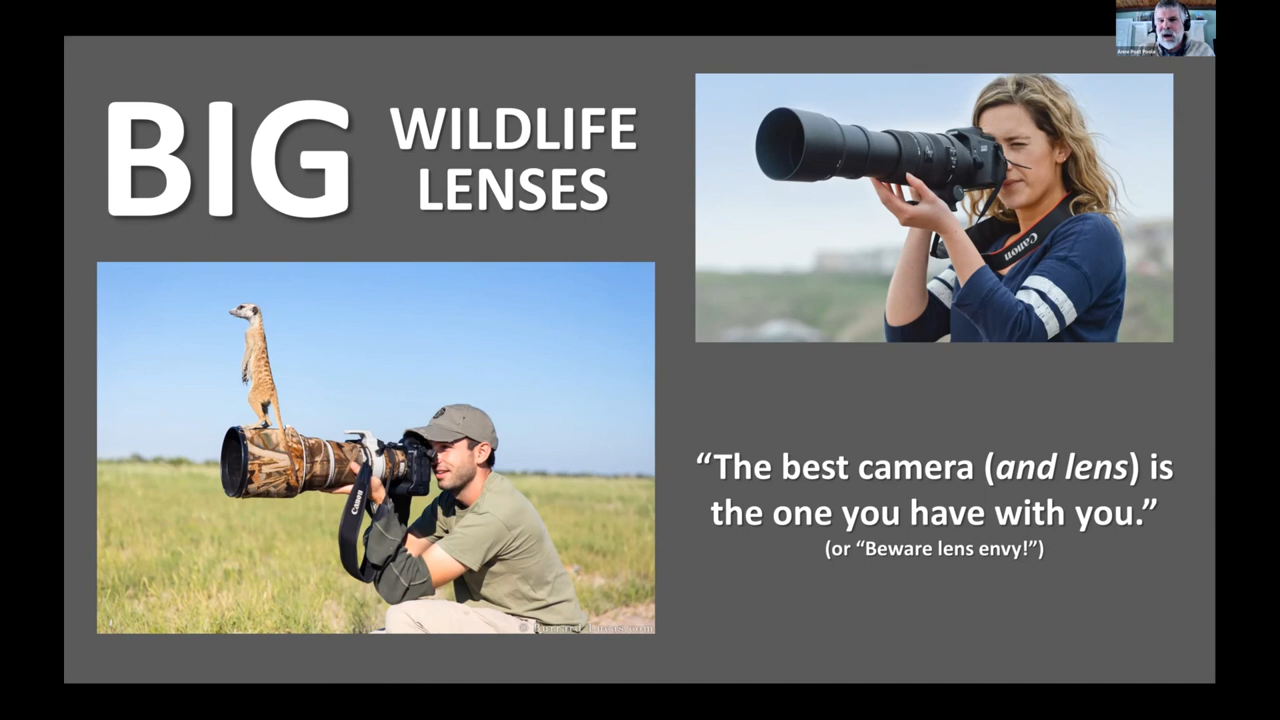 BIG
WILDLIFE
LENSES
Canon
Canon
“The best camera (and lens) is
the one you have with you.”
(or “Beware lens envy!”)